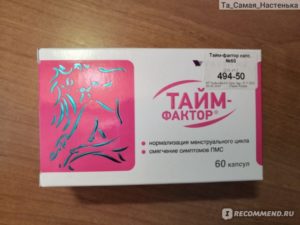 Та_Самая_Настенька
Тайм-фактор капс.
№60
494-50
ТАЙМ-
ФАКТОР®
• нормализация менструального цикла
• смягчение симптомов ПМС
60 капсул
RECOMMEND.RU